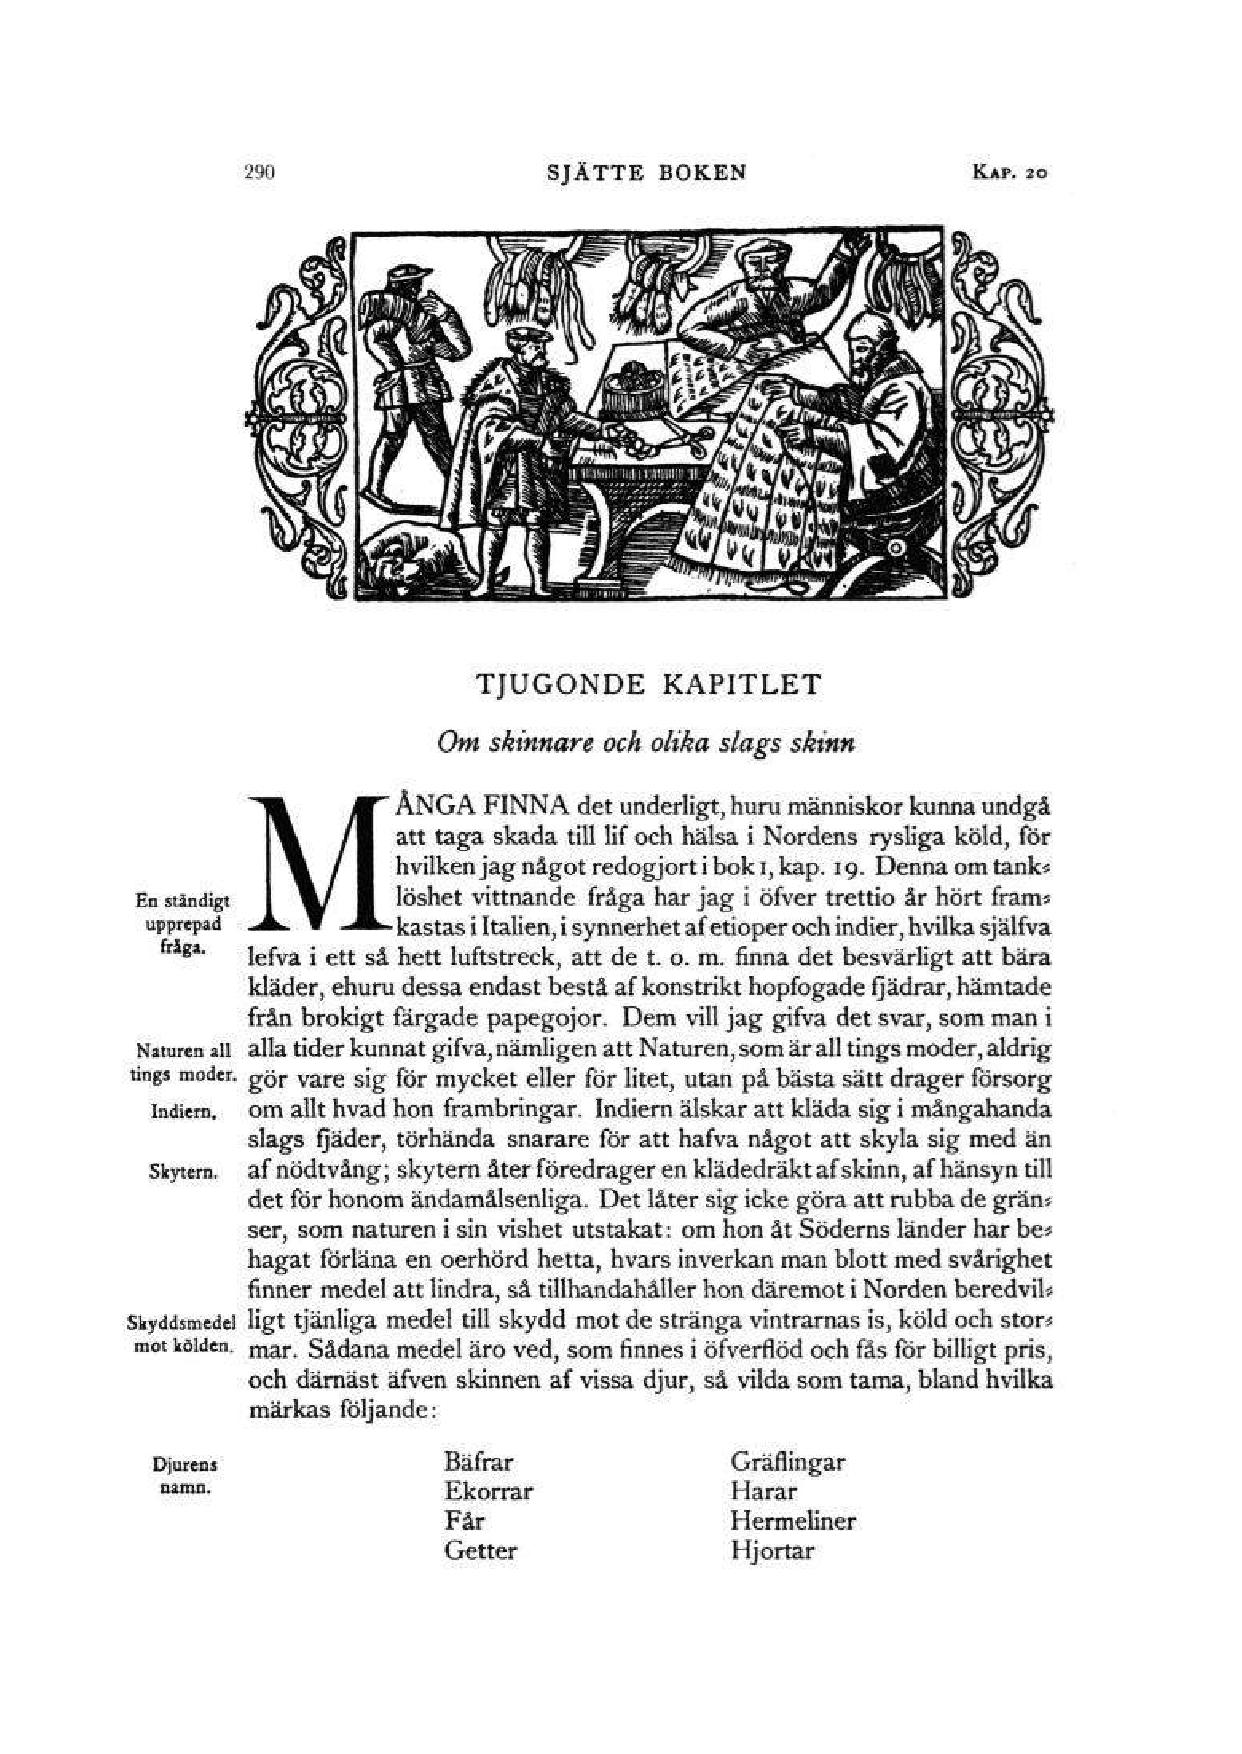 290 SJÄTTE BOKEN KAP. 20
TJUGONDE KAPITLET
Om skinnare och olika slags skinn
MÅNGA FINNA det underligt, huru människor kunna undgå
att taga skada till lif och hälsa i Nordens rysliga köld, för
hvilken jag något redogjort i bok 1, kap. 19. Denna om tank⸗
En ständigt
upprepad
fråga.
löshet vittnande fråga har jag i öfver trettio år hört fram⸗
kastas i Italien, i synnerhet af etioper och indier, hvilka själfva
lefva i ett så hett luftstreck, att de t. o. m. finna det besvärligt att bära
kläder, ehuru dessa endast bestå af konstrikt hopfogade fjädrar, hämtade
från brokigt färgade papegojor. Dem vill jag gifva det svar, som man i
Naturen all
tings moder.
alla tider kunnat gifva, nämligen att Naturen, som är all tings moder, aldrig
gör vare sig för mycket eller för litet, utan på bästa sätt drager försorg
Indiern.
om allt hvad hon frambringar. Indiern älskar att kläda sig i mångahanda
slags fjäder, törhända snarare för att hafva något att skyla sig med än
Skytern.
af nödtvång; skytern åter föredrager en klädedräkt af skinn, af hänsyn till
det för honom ändamålsenliga. Det låter sig icke göra att rubba de grän⸗
ser, som naturen i sin vishet utstakat: om hon åt Söderns länder har be⸗
hagat förläna en oerhörd hetta, hvars inverkan man blott med svårighet
finner medel att lindra, så tillhandahåller hon däremot i Norden beredvil⸗
Skyddsmedel
mot kölden.
ligt tjänliga medel till skydd mot de stränga vintrarnas is, köld och stor⸗
mar. Sådana medel äro ved, som finnes i öfverflöd och fås för billigt pris,
och därnäst äfven skinnen af vissa djur, så vilda som tama, bland hvilka
märkas följande:
Djurens
namn.
Bäfrar Gräflingar
Ekorrar Harar
Får Hermeliner
Getter Hjortar